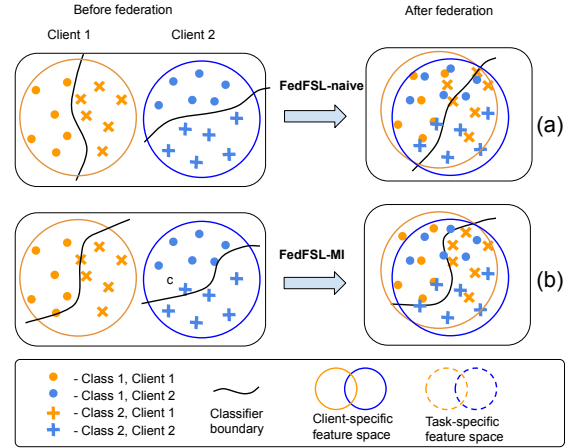 Before federation
After federation
Client 1
Client 2
FedFSL-naive
(a)
FedFSL-MI
c
(b)
- Class 1, Client 1
- Class 1, Client 2
- Class 2, Client 1
- Class 2, Client 2
Classifier
boundary
Client-specific
feature space
Task-specific
feature space